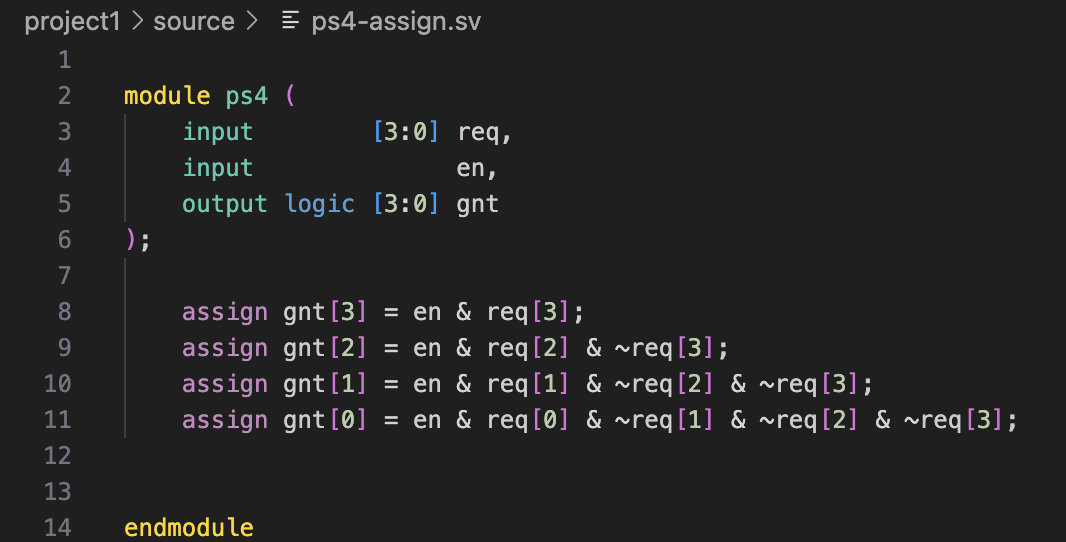 project1 > source > ps4-assign.sv
1
2 module ps4 (
3 input [3:0] req,
4 input en,
5 output logic [3:0] gnt
6 );
7
8 assign gnt[3] = en & req[3];
9 assign gnt[2] = en & req[2] & ~req[3];
10 assign gnt[1] = en & req[1] & ~req[2] & ~req[3];
11 assign gnt[0] = en & req[0] & ~req[1] & ~req[2] & ~req[3];
12
13
14 endmodule